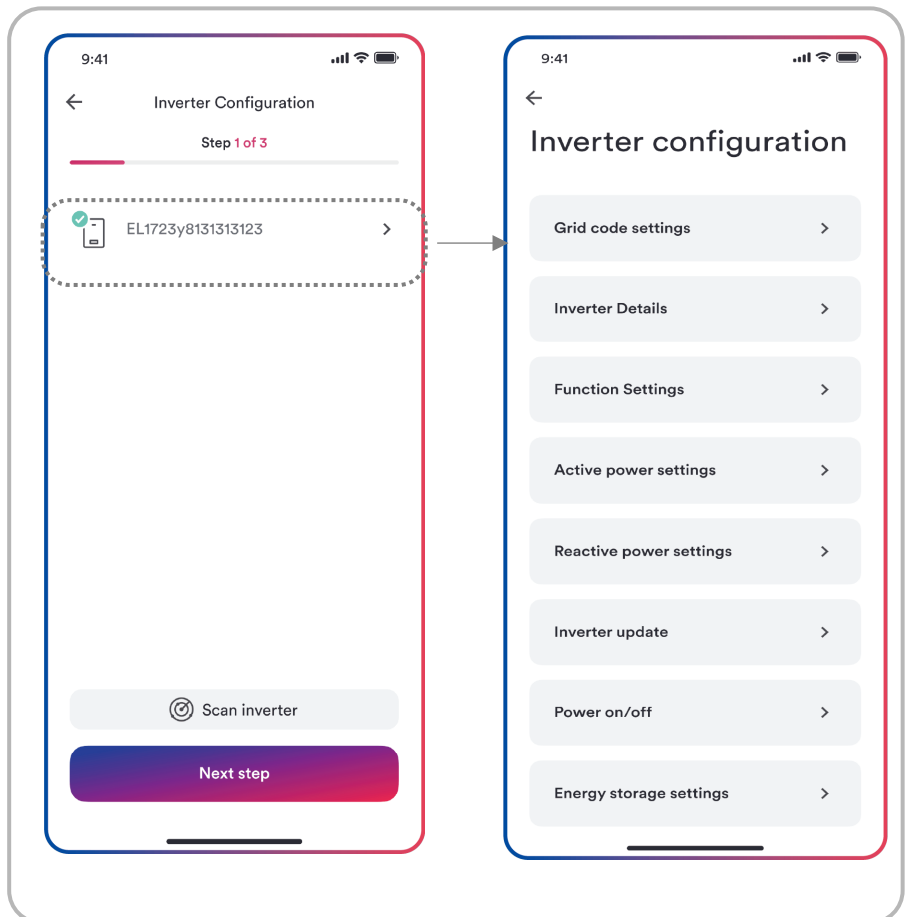 9:41
Inverter Configuration
Step 1 of 3
EL1723y8131313123
Scan inverter
Next step
9:41
Inverter configuration
Grid code settings
Inverter Details
Function Settings
Active power settings
Reactive power settings
Inverter update
Power on/off
Energy storage settings